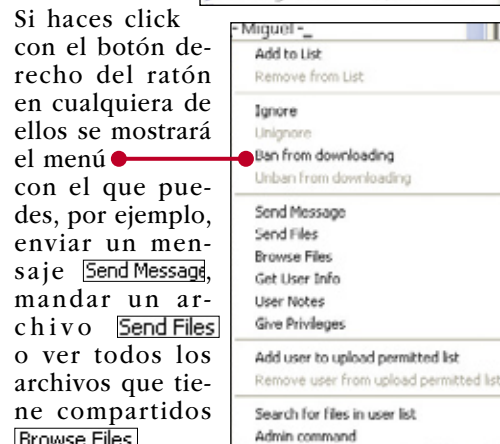 Si haces click
con el botón de-
recho del ratón
en cualquiera de
ellos se mostrará
el menú
con el que pue-
des, por ejemplo,
enviar un men-
saje Send Message,
mandar un ar-
chivo Send Files
o ver todos los
archivos que tie-
ne compartidos
Browse Files
- Miguel -_
Add to List
Remove from List
Ignore
Unignore
Ban from downloading
Unban from downloading
Send Message
Send Files
Browse Files
Get User Info
User Notes
Give Privileges
Add user to upload permitted list
Remove user from upload permitted list
Search for files in user list
Admin command